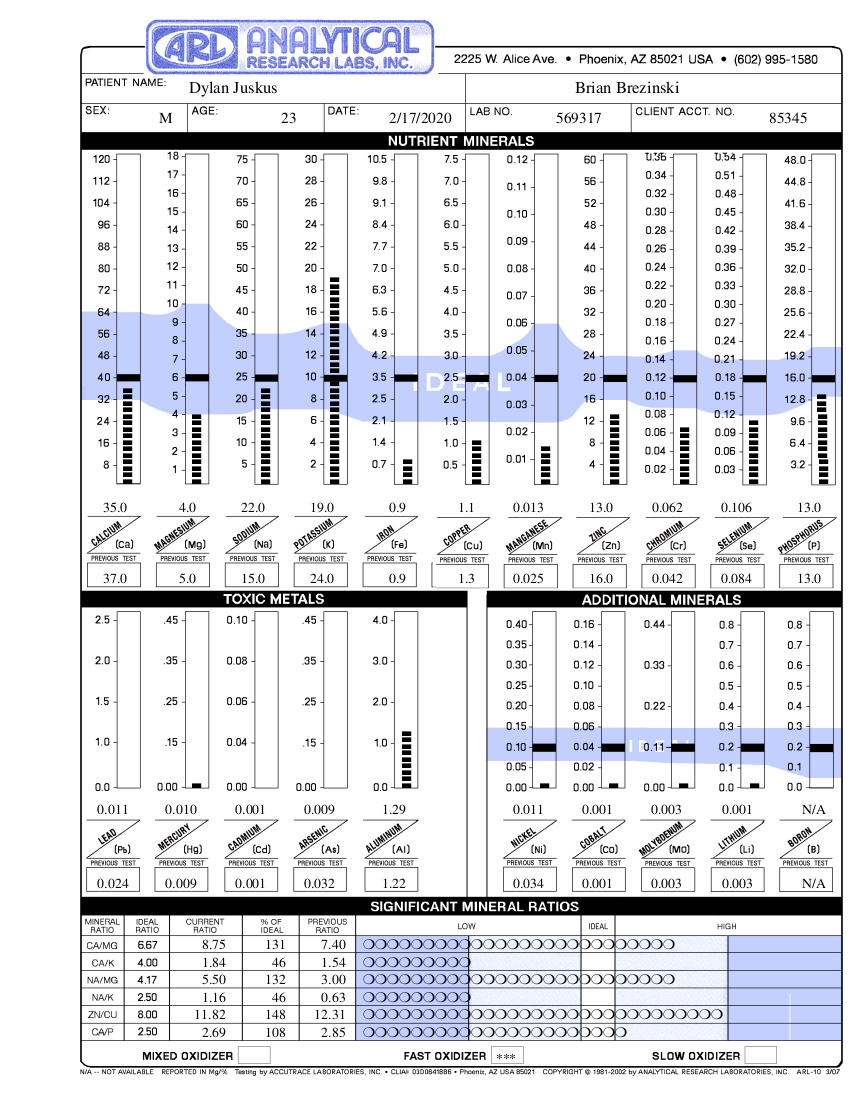 ARL ANALYTICAL
RESEARCH LABS, INC.
2225 W. Alice Ave. • Phoenix, AZ 85021 USA • (602) 995-1580
PATIENT NAME: Dylan Juskus Brian Brezinski
SEX: M AGE: 23 DATE: 2/17/2020 LAB NO. 569317 CLIENT ACCT. NO. 85345
NUTRIENT MINERALS
120 18 75 30 10.5 7.5 0.12 60 0.36 0.54 48.0
112 17 70 28 9.8 7.0 0.11 56 0.34 0.51 44.8
104 16 65 26 9.1 6.5 0.10 52 0.32 0.48 41.6
96 15 60 24 8.4 6.0 0.09 48 0.30 0.45 38.4
88 14 55 22 7.7 5.5 0.08 44 0.28 0.42 35.2
80 13 50 20 7.0 5.0 0.07 40 0.26 0.39 32.0
72 12 45 18 6.3 4.5 0.06 36 0.24 0.36 28.8
64 11 40 16 5.6 4.0 0.05 32 0.22 0.33 25.6
56 10 35 14 4.9 3.5 0.04 28 0.20 0.30 22.4
48 9 30 12 4.2 3.0 0.03 24 0.18 0.27 19.2
40 8 25 10 3.5 2.5 0.02 20 0.16 0.24 16.0
32 7 20 8 2.8 2.0 0.01 16 0.14 0.21 12.8
24 6 15 6 2.1 1.5 12 0.12 0.18 9.6
16 5 10 4 1.4 1.0 8 0.10 0.15 6.4
8 4 5 2 0.7 0.5 4 0.08 0.12 3.2
3 0.06 0.09
2 0.04 0.06
1 0.02 0.03
IDEAL
35.0 4.0 22.0 19.0 0.9 1.1 0.013 13.0 0.062 0.106 13.0
CALCIUM (Ca) MAGNESIUM (Mg) SODIUM (Na) POTASSIUM (K) IRON (Fe) COPPER (Cu) MANGANESE (Mn) ZINC (Zn) CHROMIUM (Cr) SELENIUM (Se) PHOSPHORUS (P)
PREVIOUS TEST PREVIOUS TEST PREVIOUS TEST PREVIOUS TEST PREVIOUS TEST PREVIOUS TEST PREVIOUS TEST PREVIOUS TEST PREVIOUS TEST PREVIOUS TEST PREVIOUS TEST
37.0 5.0 15.0 24.0 0.9 1.3 0.025 16.0 0.042 0.084 13.0
TOXIC METALS ADDITIONAL MINERALS
2.5 .45 0.10 .45 4.0 0.40 0.16 0.44 0.8 0.8
2.0 .35 0.08 .35 3.0 0.35 0.14 0.33 0.7 0.7
1.5 .25 0.06 .25 2.0 0.30 0.12 0.22 0.6 0.6
1.0 .15 0.04 .15 1.0 0.25 0.10 0.11 0.5 0.5
0.0 0.00 0.00 0.00 0.0 0.20 0.08 0.00 0.4 0.4
0.15 0.06 0.3 0.3
0.10 0.04 0.2 0.2
0.05 0.02 0.1 0.1
0.00 0.00 0.0 0.0
IDEAL
0.011 0.010 0.001 0.009 1.29 0.011 0.001 0.003 0.001 N/A
LEAD (Pb) MERCURY (Hg) CADMIUM (Cd) ARSENIC (As) ALUMINUM (Al) NICKEL (Ni) COBALT (Co) MOLYBDENUM (MO) LITHIUM (Li) BORON (B)
PREVIOUS TEST PREVIOUS TEST PREVIOUS TEST PREVIOUS TEST PREVIOUS TEST PREVIOUS TEST PREVIOUS TEST PREVIOUS TEST PREVIOUS TEST PREVIOUS TEST
0.024 0.009 0.001 0.032 1.22 0.034 0.001 0.003 0.003 N/A
SIGNIFICANT MINERAL RATIOS
MINERAL RATIO IDEAL RATIO CURRENT RATIO % OF IDEAL PREVIOUS RATIO LOW IDEAL HIGH
CA/MG 6.67 8.75 131 7.40
CA/K 4.00 1.84 46 1.54
NA/MG 4.17 5.50 132 3.00
NA/K 2.50 1.16 46 0.63
ZN/CU 8.00 11.82 148 12.31
CA/P 2.50 2.69 108 2.85
MIXED OXIDIZER FAST OXIDIZER *** SLOW OXIDIZER
N/A -- NOT AVAILABLE REPORTED IN Mg/% Testing by ACCUTRACE LABORATORIES, INC. • CLIA# 0300641886 • Phoenix, AZ USA 85021 COPYRIGHT © 1981-2002 by ANALYTICAL RESEARCH LABORATORIES, INC. ARL-10 3/07